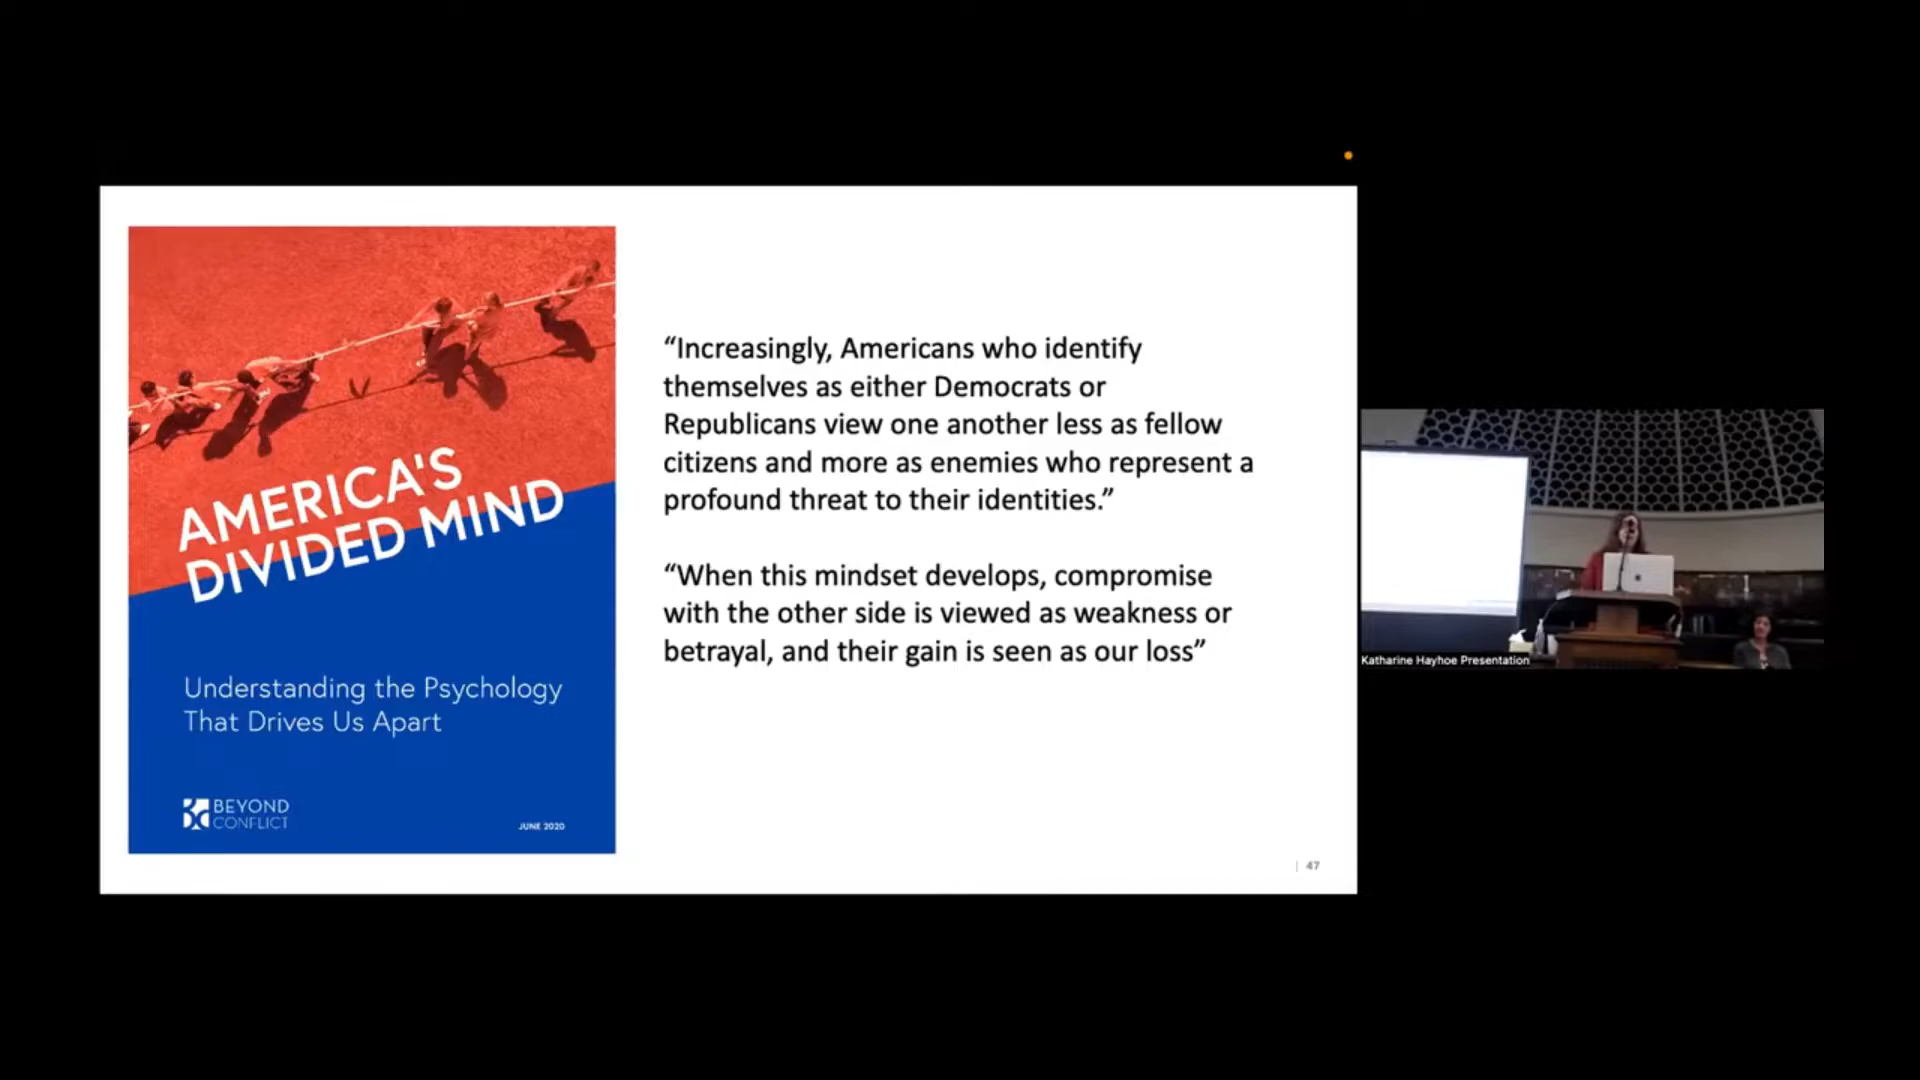 AMERICA'S
DIVIDED MIND
Understanding the Psychology
That Drives Us Apart
BEYOND
CONFLICT
JUNE 2020
“Increasingly, Americans who identify
themselves as either Democrats or
Republicans view one another less as fellow
citizens and more as enemies who represent a
profound threat to their identities.”
“When this mindset develops, compromise
with the other side is viewed as weakness or
betrayal, and their gain is seen as our loss”
| 47
Katharine Hayhoe Presentation